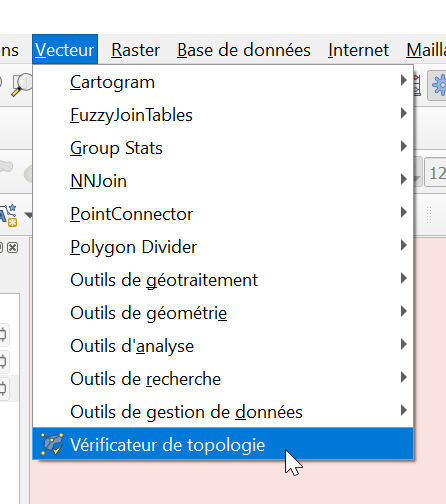 ns Vecteur Raster Base de données Internet Mailla
Cartogram
FuzzyJoinTables
Group Stats
NNJoin
PointConnector
Polygon Divider
12
Outils de géotraitement
Outils de géométrie
Outils d'analyse
Outils de recherche
Outils de gestion de données
Vérificateur de topologie